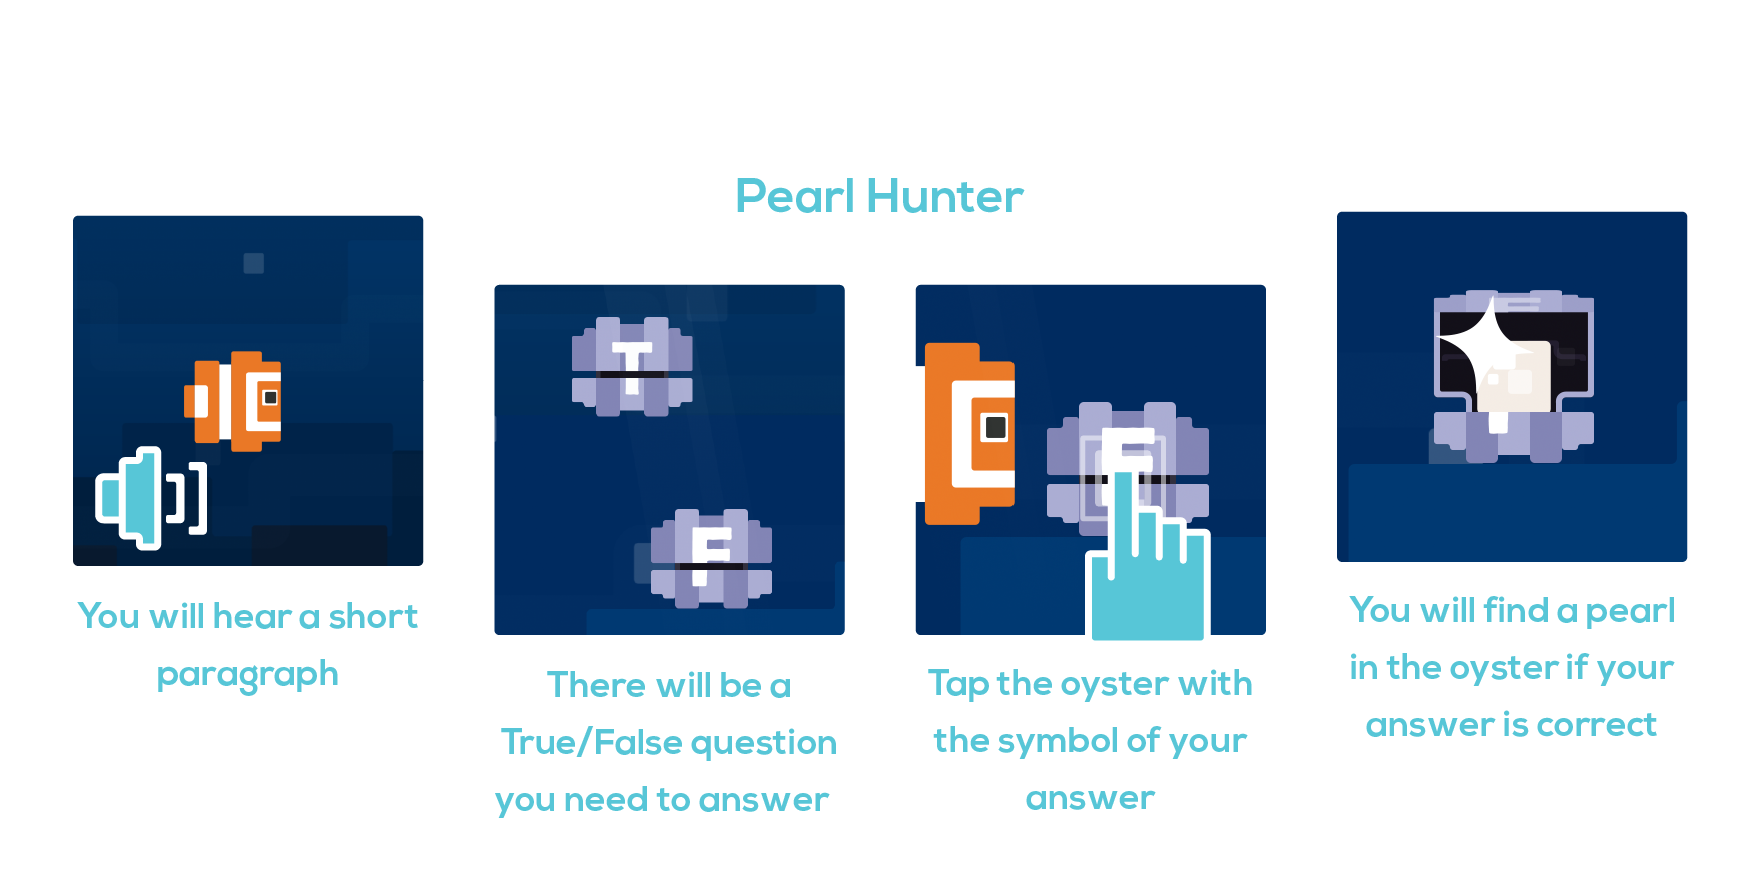 Pearl Hunter
You will hear a short
paragraph
T
F
There will be a
True/False question
you need to answer
F
Tap the oyster with
the symbol of your
answer
You will find a pearl
in the oyster if your
answer is correct